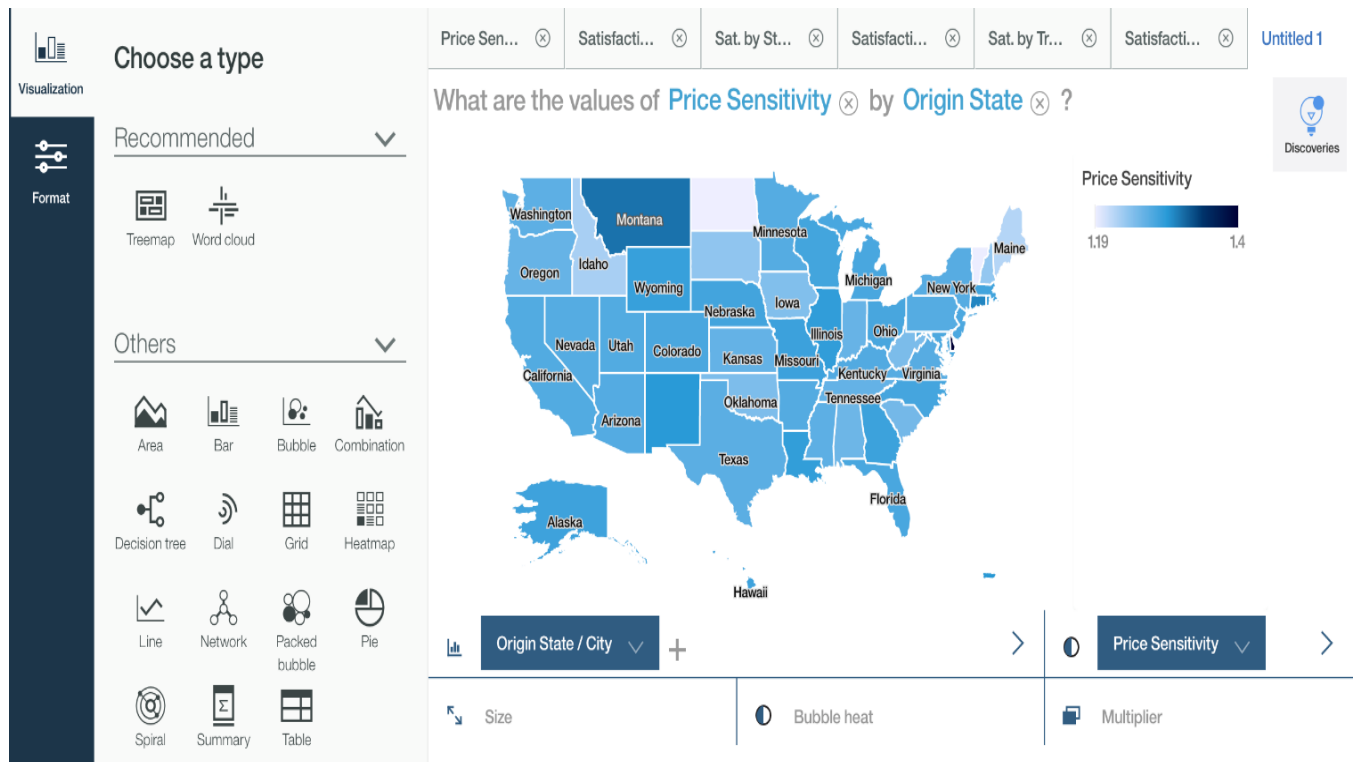 Visualization
Format
Choose a type
Recommended
Treemap
Word cloud
Others
Area
Bar
Bubble
Combination
Decision tree
Dial
Grid
Heatmap
Line
Network
Packed
bubble
Pie
Spiral
Summary
Table
Price Sen...
Satisfacti...
Sat. by St...
Satisfacti...
Sat. by Tr...
Satisfacti...
Untitled 1
What are the values of Price Sensitivity by Origin State ?
Discoveries
Price Sensitivity
1.19
1.4
Washington
Montana
Minnesota
Maine
Oregon
Idaho
Wyoming
Michigan
New York
Nebraska
Iowa
Illinois
Ohio
Nevada
Utah
Colorado
Kansas
Missouri
Kentucky
Virginia
California
Oklahoma
Tennessee
Arizona
Texas
Florida
Alaska
Hawaii
Origin State / City
Price Sensitivity
Size
Bubble heat
Multiplier